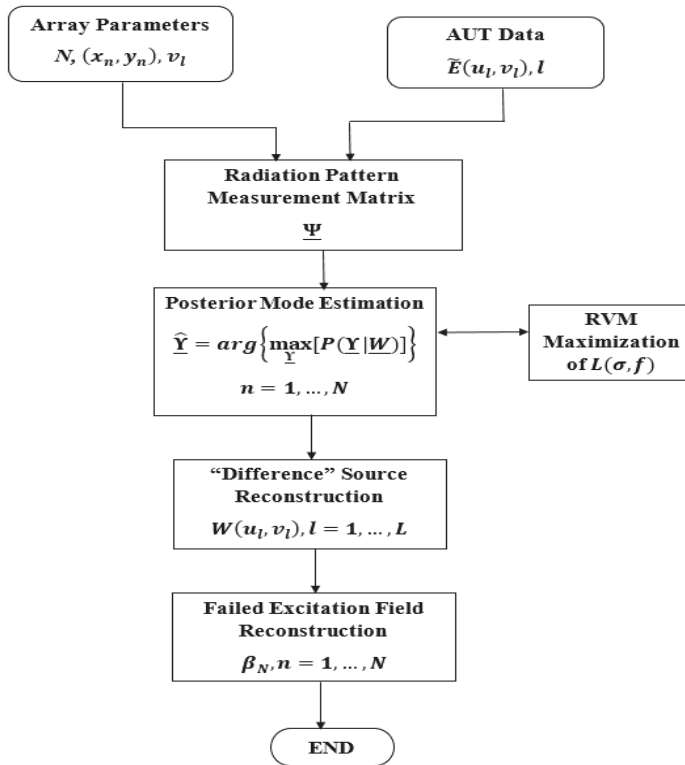 Array Parameters
N, (xₙ, yₙ), vₗ
AUT Data
Ẽ(uₗ, vₗ), l
Radiation Pattern
Measurement Matrix
Ψ
Posterior Mode Estimation
Υ̂ = arg{max[P(Υ|W)]}
Υ
n = 1, ..., N
RVM
Maximization
of L(σ, f)
“Difference” Source
Reconstruction
W(uₗ, vₗ), l = 1, ..., L
Failed Excitation Field
Reconstruction
β_N, n = 1, ..., N
END